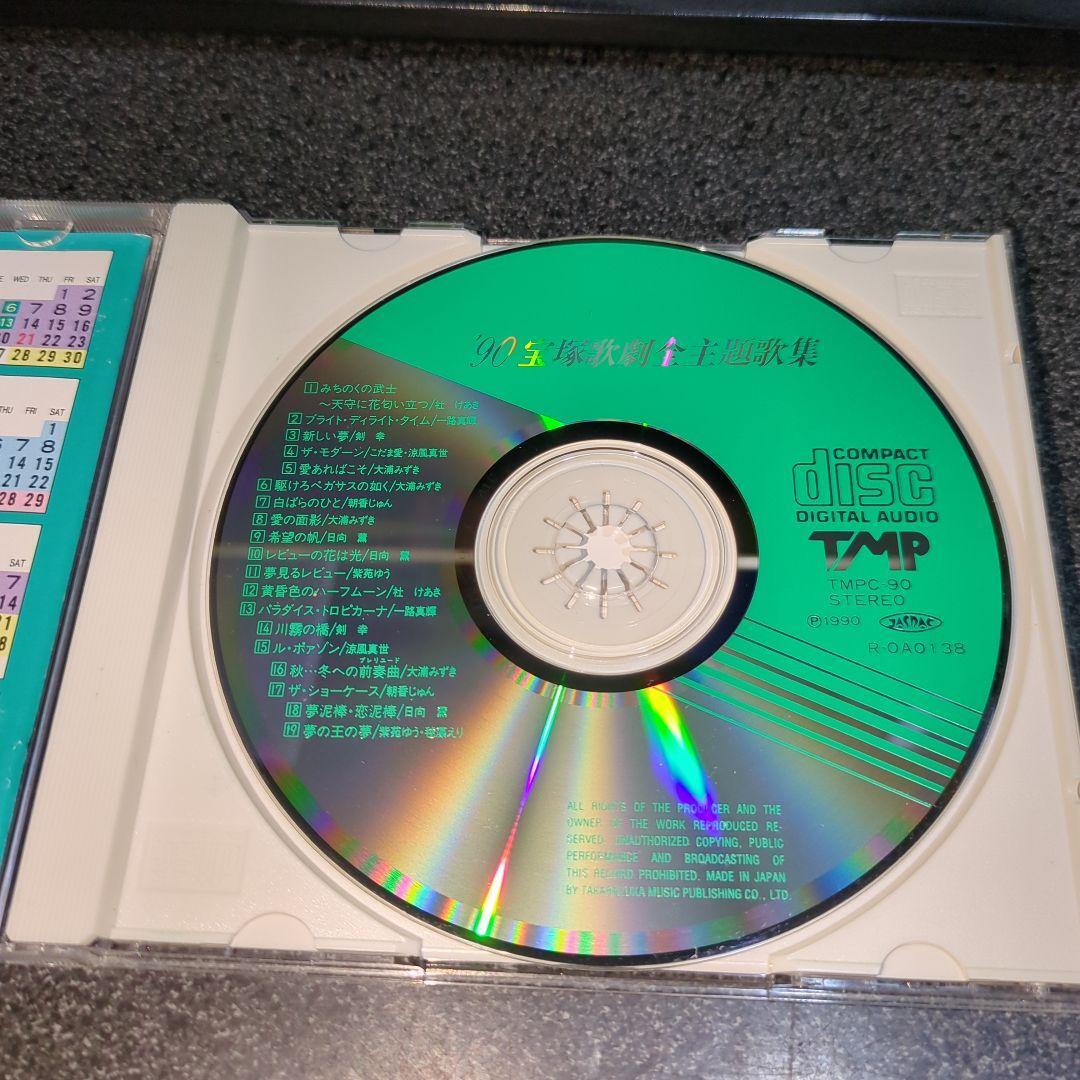 WED THU FRI SAT
1 2
6 7 8 9
13 14 15 16
21 22 23
28 29 30
THU FRI SAT
1
6 7 8
14 15
21 22
28 29
SAT
7
14
'90 宝塚歌劇全主題歌集
1 みちのくの武士
～天守に花匂い立つ/杜 けあき
2 ブライト・ディライト・タイム/一路真輝
3 新しい夢/剣 幸
4 ザ・モダーン/こだま愛・涼風真世
5 愛あればこそ/大浦みずき
6 駆けろペガサスの如く/大浦みずき
7 白ばらのひと/朝香じゅん
8 愛の面影/大浦みずき
9 希望の帆/日向 薫
10 レビューの花は光/日向 薫
11 夢見るレビュー/紫苑ゆう
12 黄昏色のハーフムーン/杜 けあき
13 パラダイス・トロピカーナ/一路真輝
14 川霧の橋/剣 幸
15 ル・ポァゾン/涼風真世
プレリュード
16 秋…冬への前奏曲/大浦みずき
17 ザ・ショーケース/朝香じゅん
18 夢泥棒・恋泥棒/日向 薫
19 夢の王の夢/紫苑ゆう・えり
COMPACT
disc
DIGITAL AUDIO
TMP
TMPC-90
STEREO
Ⓟ1990 JASRAC
R-0A0138
ALL RIGHTS OF THE PRODUCER AND THE
OWNER OF THE WORK REPRODUCED RE-
SERVED. UNAUTHORIZED COPYING, PUBLIC
PERFORMANCE AND BROADCASTING OF
THIS RECORD PROHIBITED. MADE IN JAPAN
BY TAKARAZUKA MUSIC PUBLISHING CO., LTD.